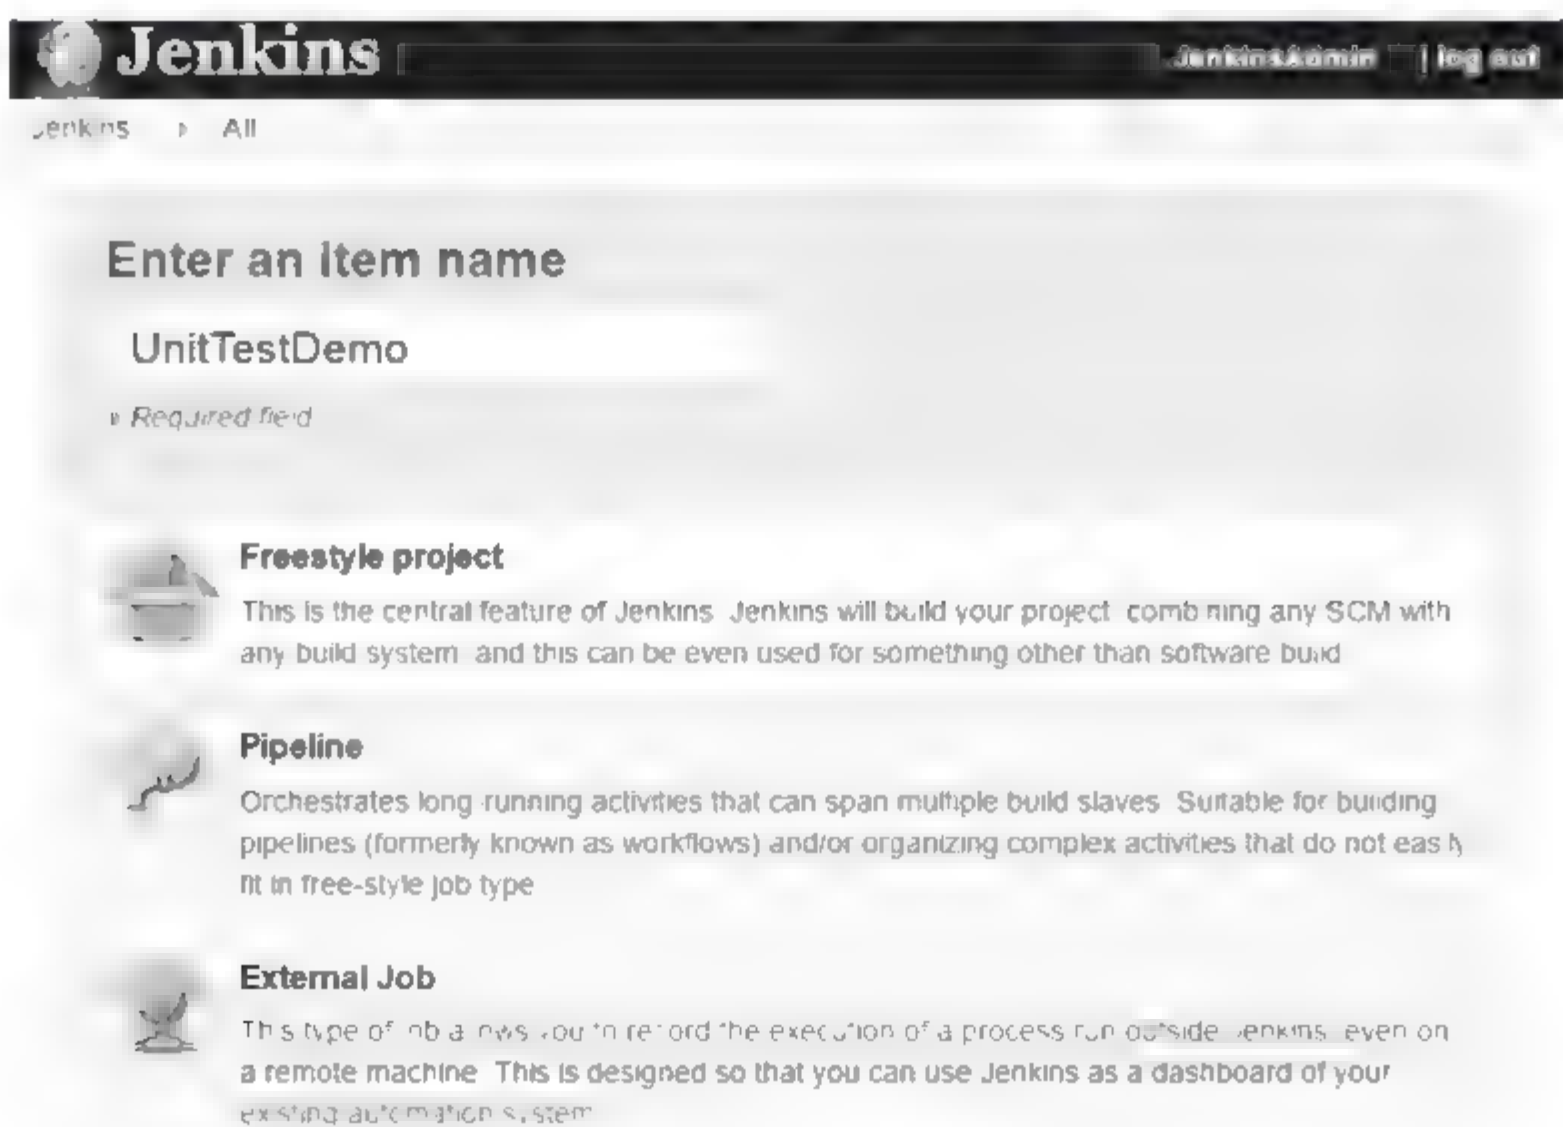 Jenkins JenkinsAdmin | log out
Jenkins All
Enter an item name
UnitTestDemo
» Required field
Freestyle project
This is the central feature of Jenkins. Jenkins will build your project, combining any SCM with
any build system, and this can be even used for something other than software build.
Pipeline
Orchestrates long-running activities that can span multiple build slaves. Suitable for building
pipelines (formerly known as workflows) and/or organizing complex activities that do not easily
fit in free-style job type.
External Job
This type of job allows you to record the execution of a process run outside Jenkins, even on
a remote machine. This is designed so that you can use Jenkins as a dashboard of your
existing automation system.